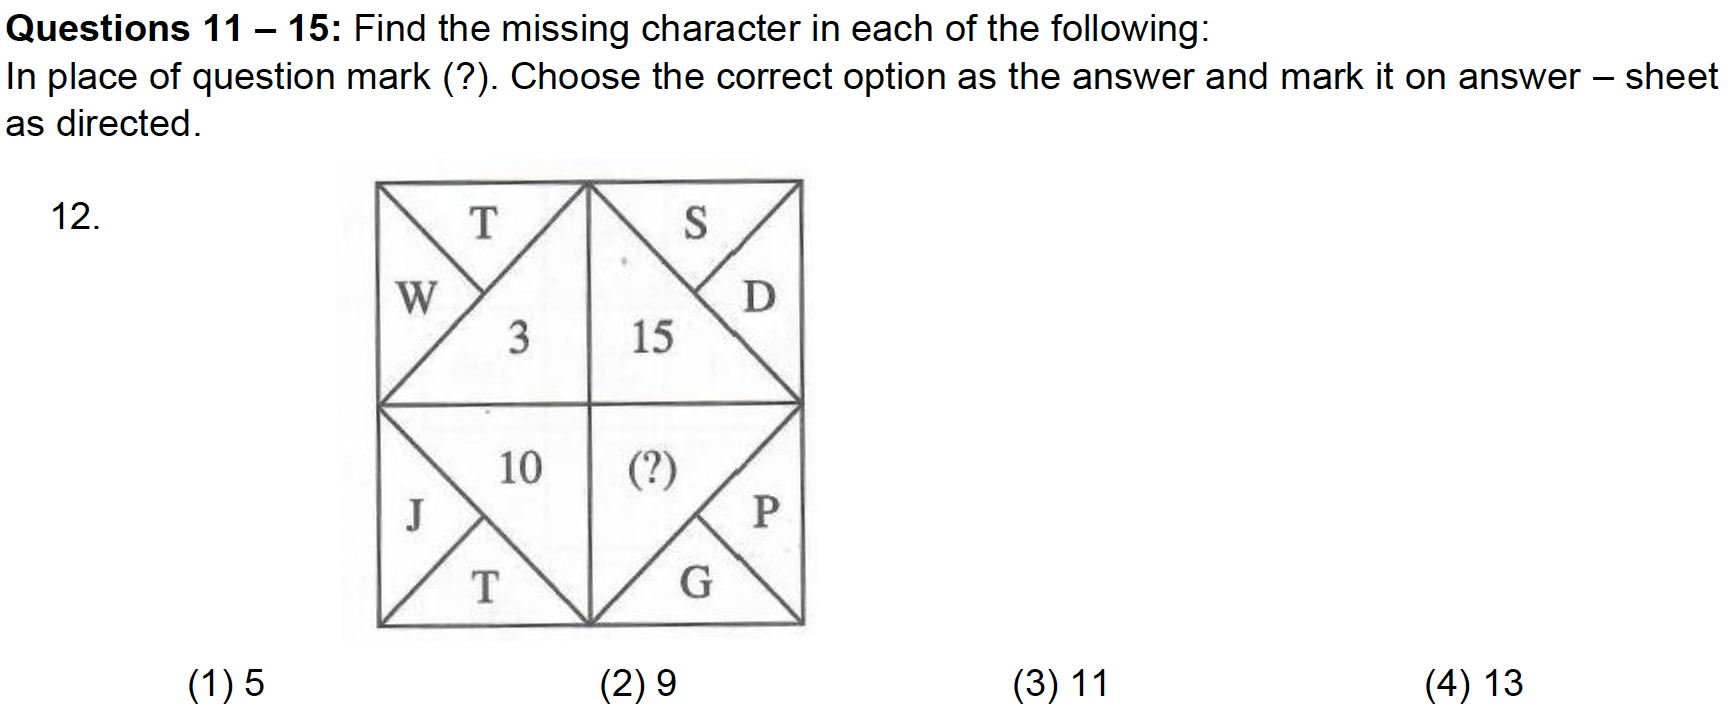 Questions 11 – 15: Find the missing character in each of the following:
In place of question mark (?). Choose the correct option as the answer and mark it on answer – sheet
as directed.
12.
T S
W D
3 15
10 (?)
J P
T G
(1) 5 (2) 9 (3) 11 (4) 13